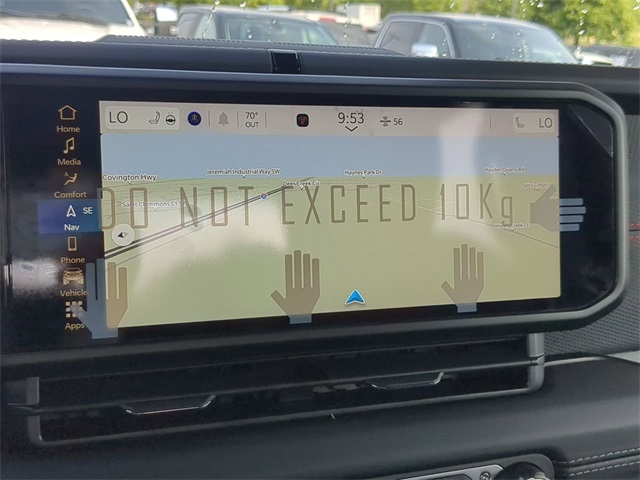 LO
70°
OUT
9:53
56
LO
Home
Media
Comfort
SE
Nav
Phone
Vehicle
Apps
Covington Hwy
Jeremiah Industrial Way SW
Haynes Park Dr
DO NOT EXCEED 10Kg